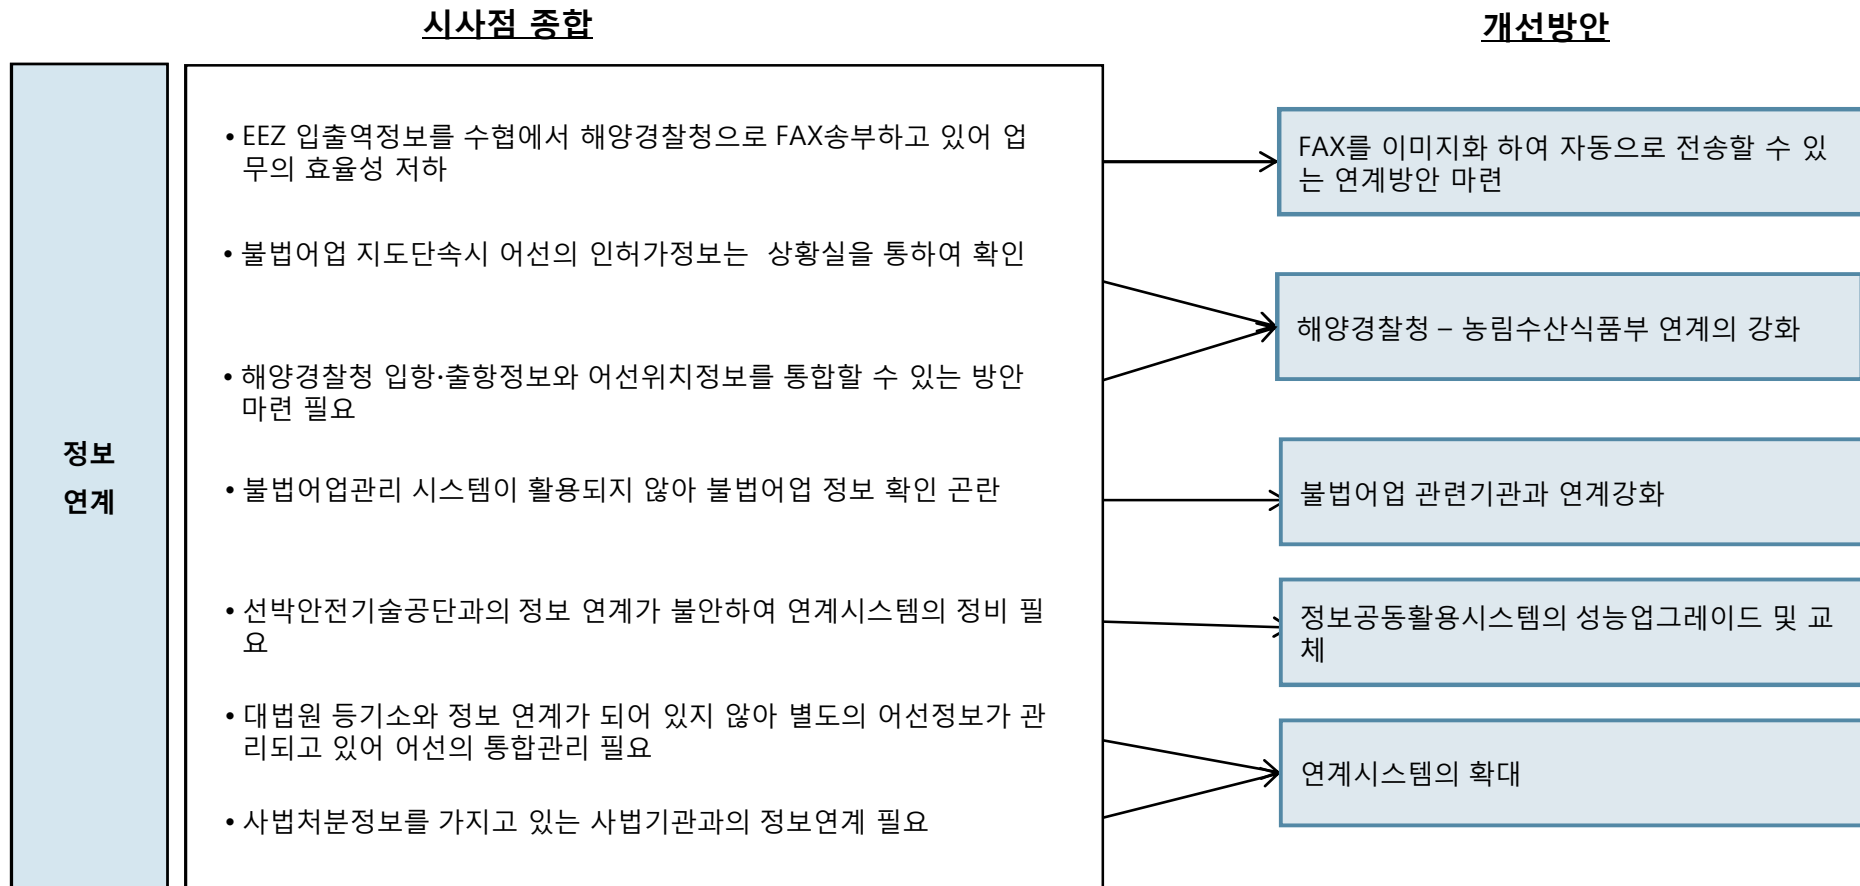 시사점 종합
개선방안
정보
연계
• EEZ 입출역정보를 수협에서 해양경찰청으로 FAX송부하고 있어 업
무의 효율성 저하
• 불법어업 지도단속시 어선의 인허가정보는  상황실을 통하여 확인
• 해양경찰청 입항·출항정보와 어선위치정보를 통합할 수 있는 방안
마련 필요
• 불법어업관리 시스템이 활용되지 않아 불법어업 정보 확인 곤란
• 선박안전기술공단과의 정보 연계가 불안하여 연계시스템의 정비 필
요
• 대법원 등기소와 정보 연계가 되어 있지 않아 별도의 어선정보가 관
리되고 있어 어선의 통합관리 필요
• 사법처분정보를 가지고 있는 사법기관과의 정보연계 필요
FAX를 이미지화 하여 자동으로 전송할 수 있
는 연계방안 마련
해양경찰청 – 농림수산식품부 연계의 강화
불법어업 관련기관과 연계강화
정보공동활용시스템의 성능업그레이드 및 교
체
연계시스템의 확대